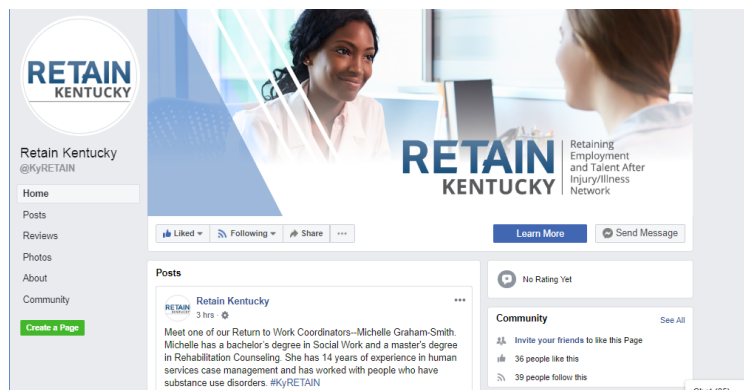 RETAIN
KENTUCKY
Retain Kentucky
@KyRETAIN
Home
Posts
Reviews
Photos
About
Community
Create a Page
RETAIN
KENTUCKY
Retaining
Employment
and Talent After
Injury/Illness
Network
Liked
Following
Share
Learn More
Send Message
Posts
RETAIN
KENTUCKY
Retain Kentucky
3 hrs ·
Meet one of our Return to Work Coordinators--Michelle Graham-Smith.
Michelle has a bachelor's degree in Social Work and a master's degree
in Rehabilitation Counseling. She has 14 years of experience in human
services case management and has worked with people who have
substance use disorders. #KyRETAIN
No Rating Yet
Community
See All
Invite your friends to like this Page
36 people like this
39 people follow this